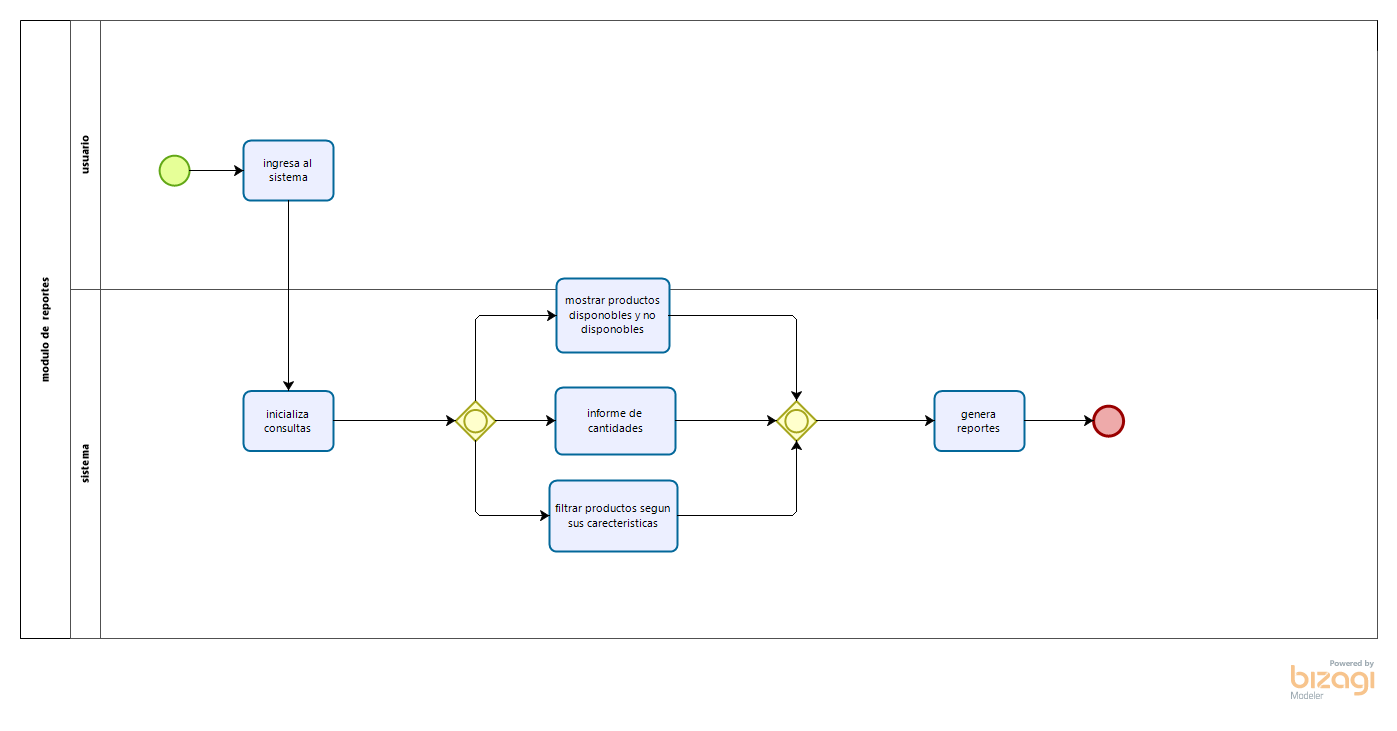 modulo de reportes
usuario
ingresa al
sistema
sistema
mostrar productos
disponobles y no
disponobles
inicializa
consultas
informe de
cantidades
genera
reportes
filtrar productos segun
sus carecteristicas
Powered by
bizagi
Modeler